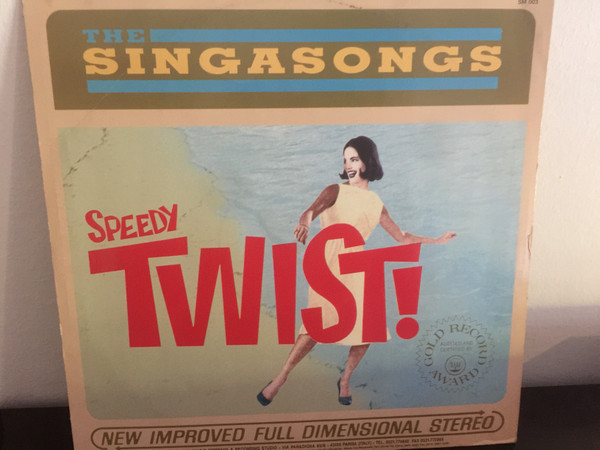 THE
SINGASONGS
SPEEDY
TWIST!
GOLD RECORD
AWARD
NEW IMPROVED FULL DIMENSIONAL STEREO